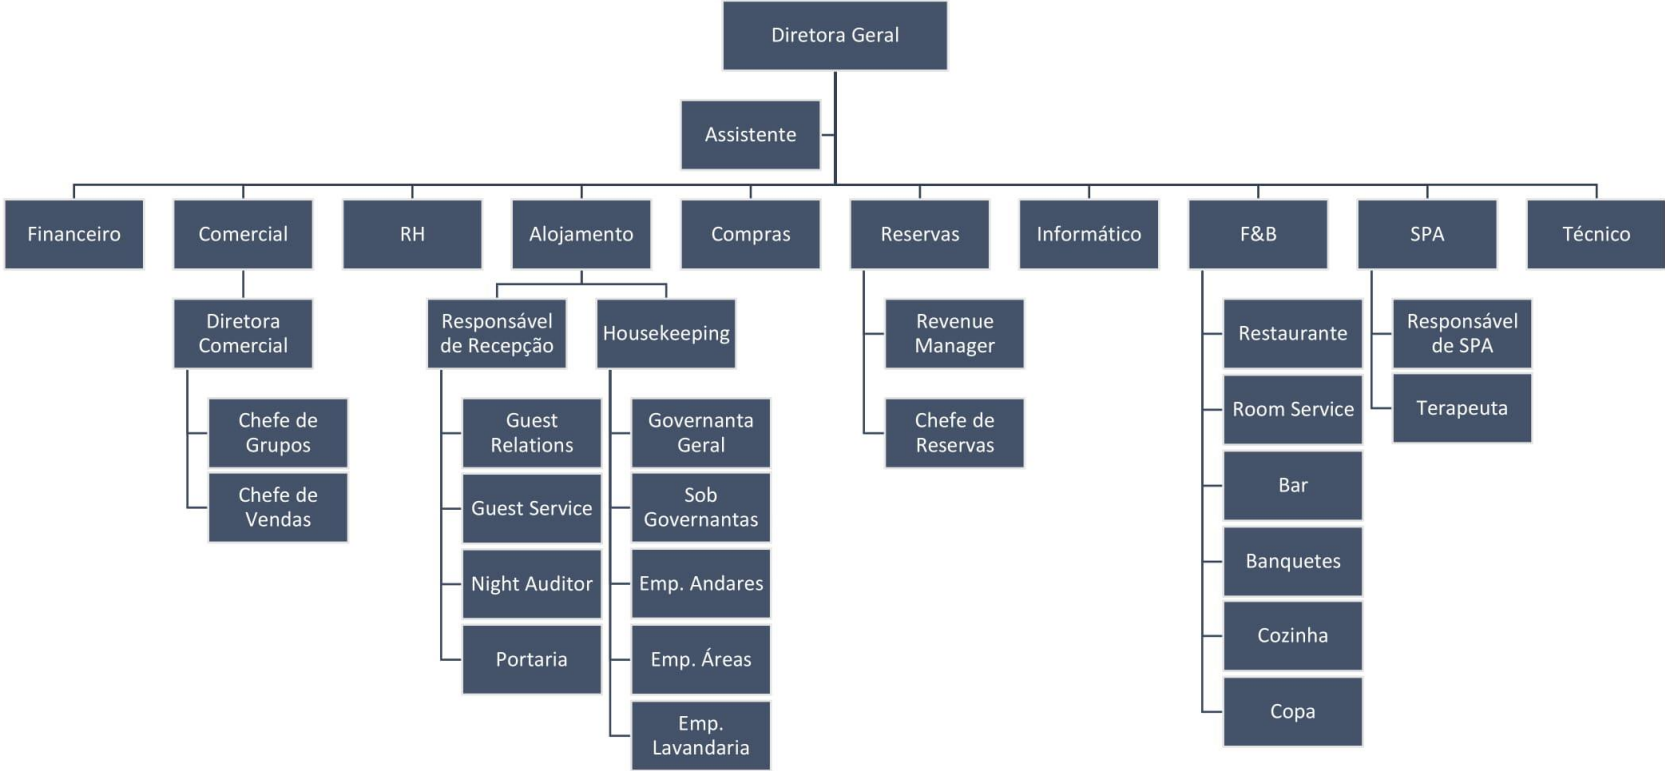 Diretora Geral
Assistente
Financeiro
Comercial
RH
Alojamento
Compras
Reservas
Informático
F&B
SPA
Técnico
Diretora
Comercial
Chefe de
Grupos
Chefe de
Vendas
Responsável
de Recepção
Guest
Relations
Guest Service
Night Auditor
Portaria
Housekeeping
Governanta
Geral
Sob
Governantas
Emp. Andares
Emp. Áreas
Emp.
Lavandaria
Revenue
Manager
Chefe de
Reservas
Restaurante
Room Service
Bar
Banquetes
Cozinha
Copa
Responsável
de SPA
Terapeuta